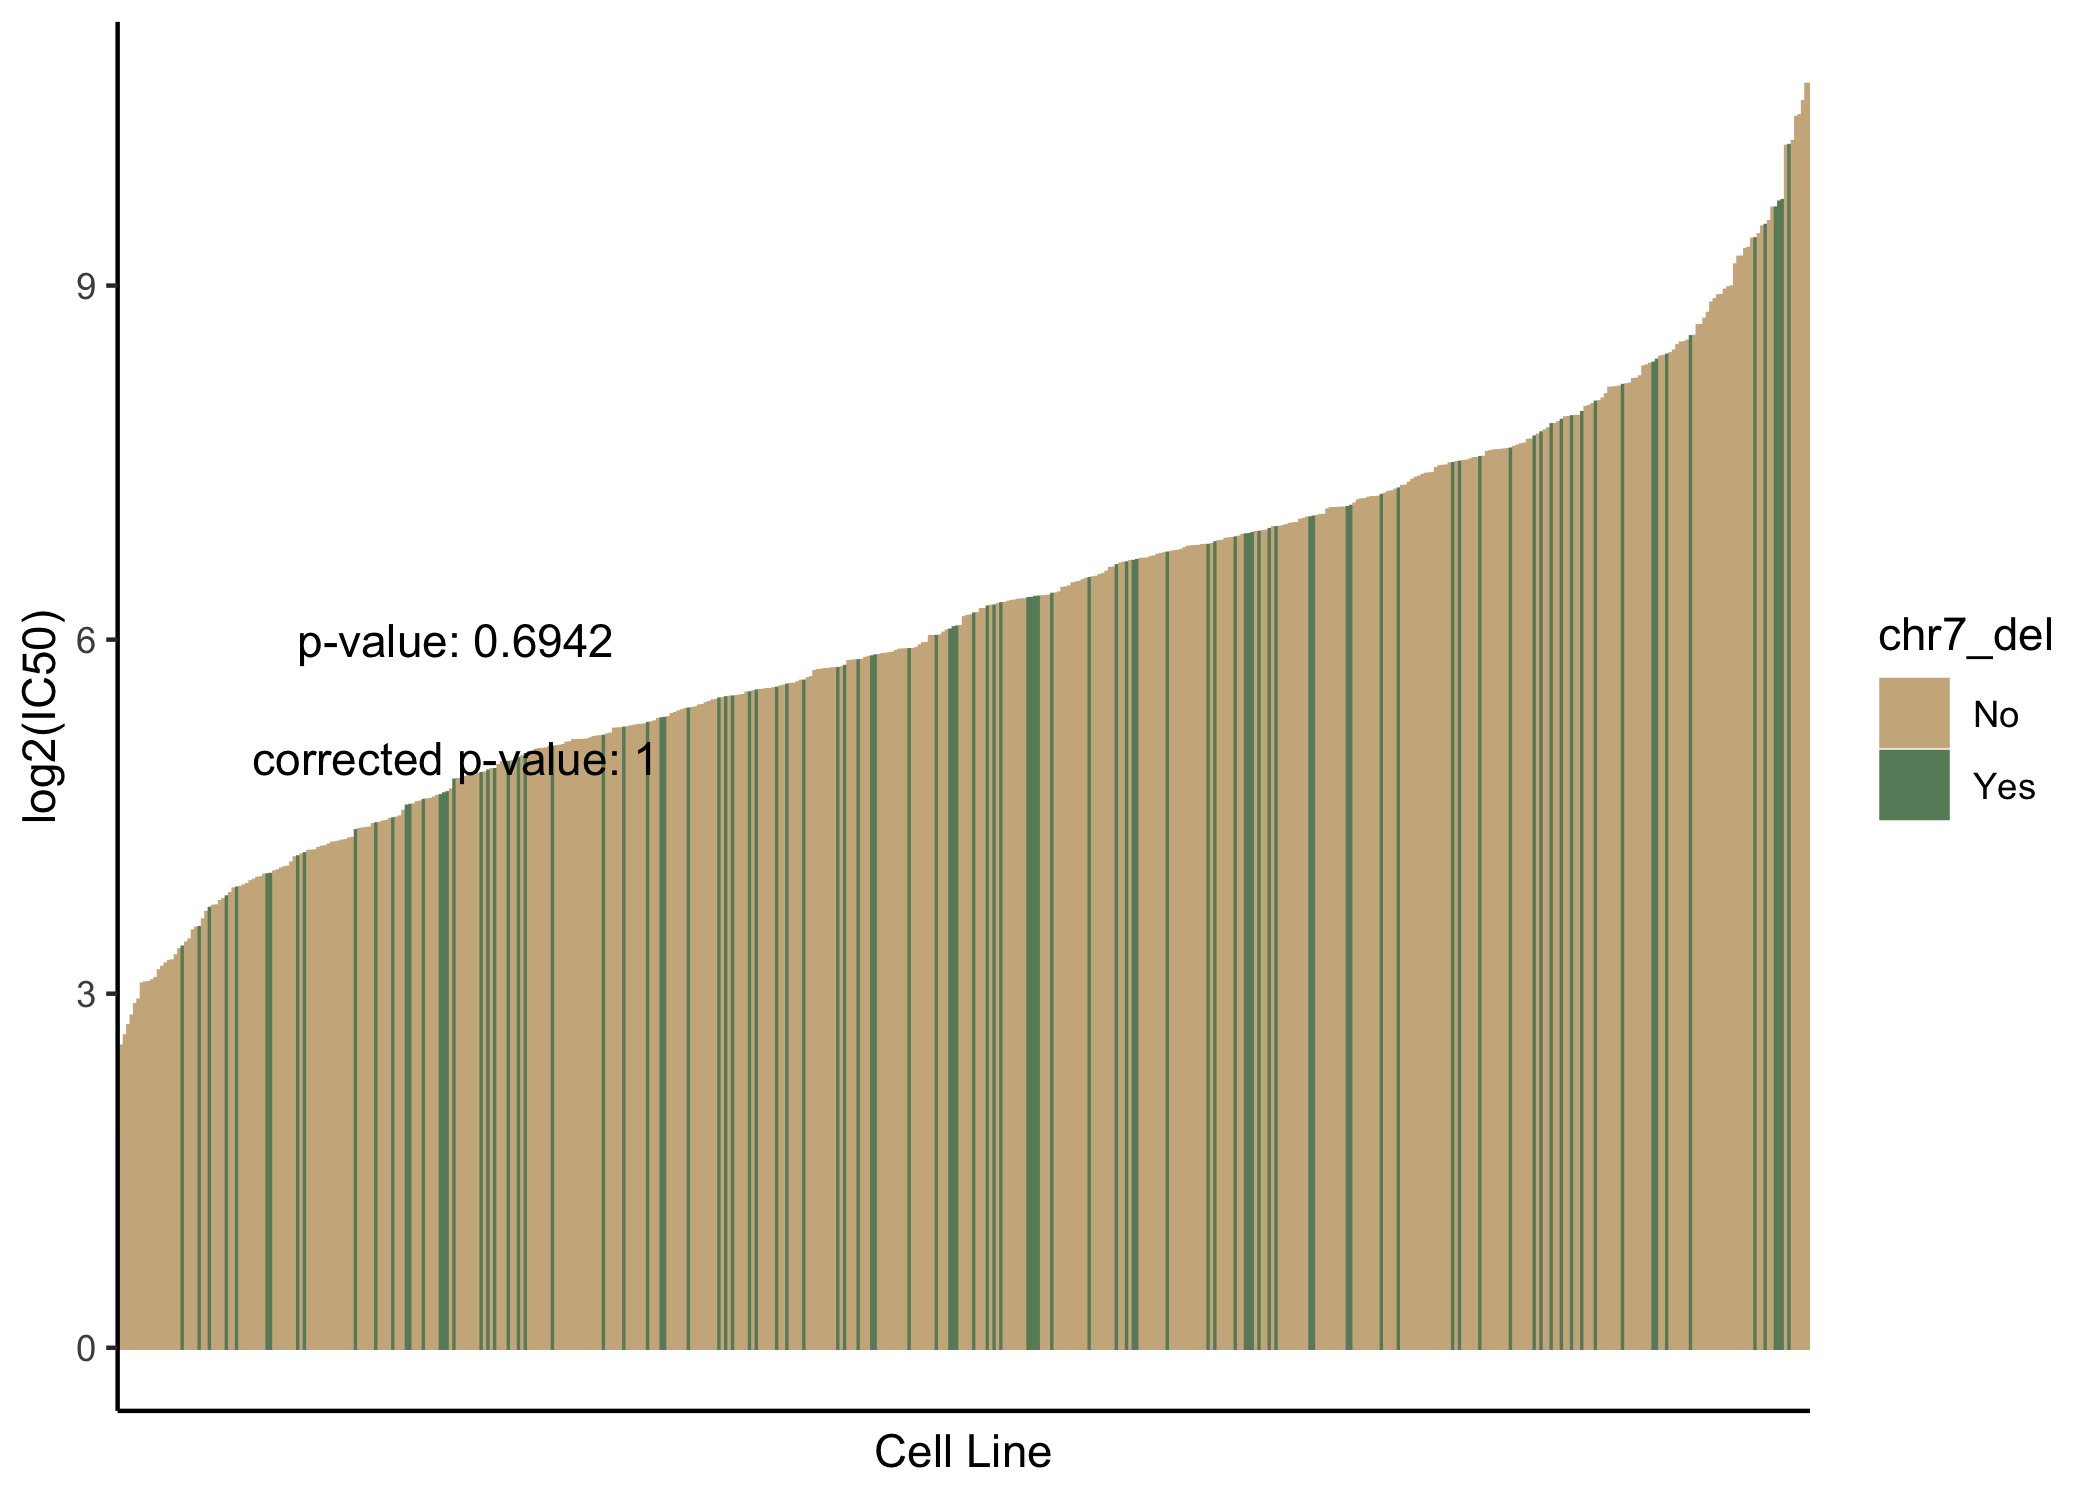 9
6
3
0
log2(IC50)
p-value: 0.6942
corrected p-value: 1
Cell Line
chr7_del
No
Yes